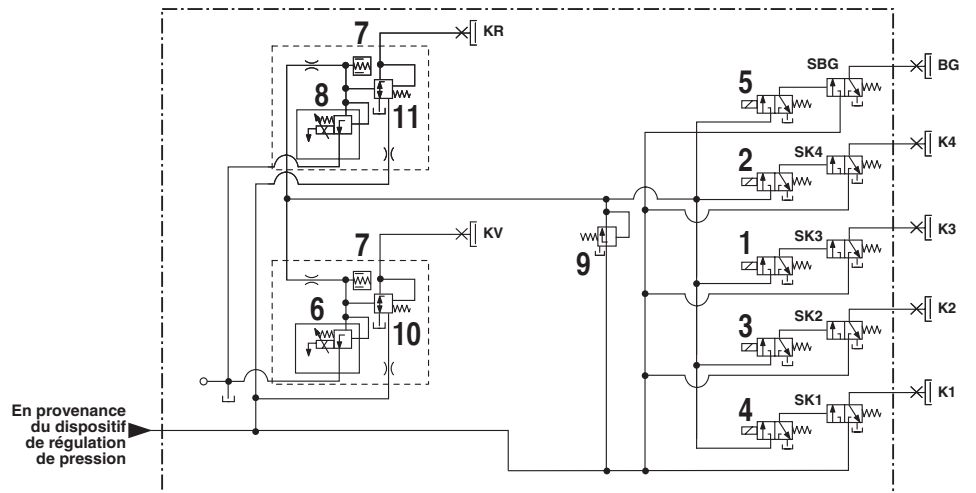 7
KR
8
11
5
SBG
BG
2
SK4
K4
7
KV
9
1
SK3
K3
6
10
3
SK2
K2
En provenance
du dispositif
de régulation
de pression
4
SK1
K1